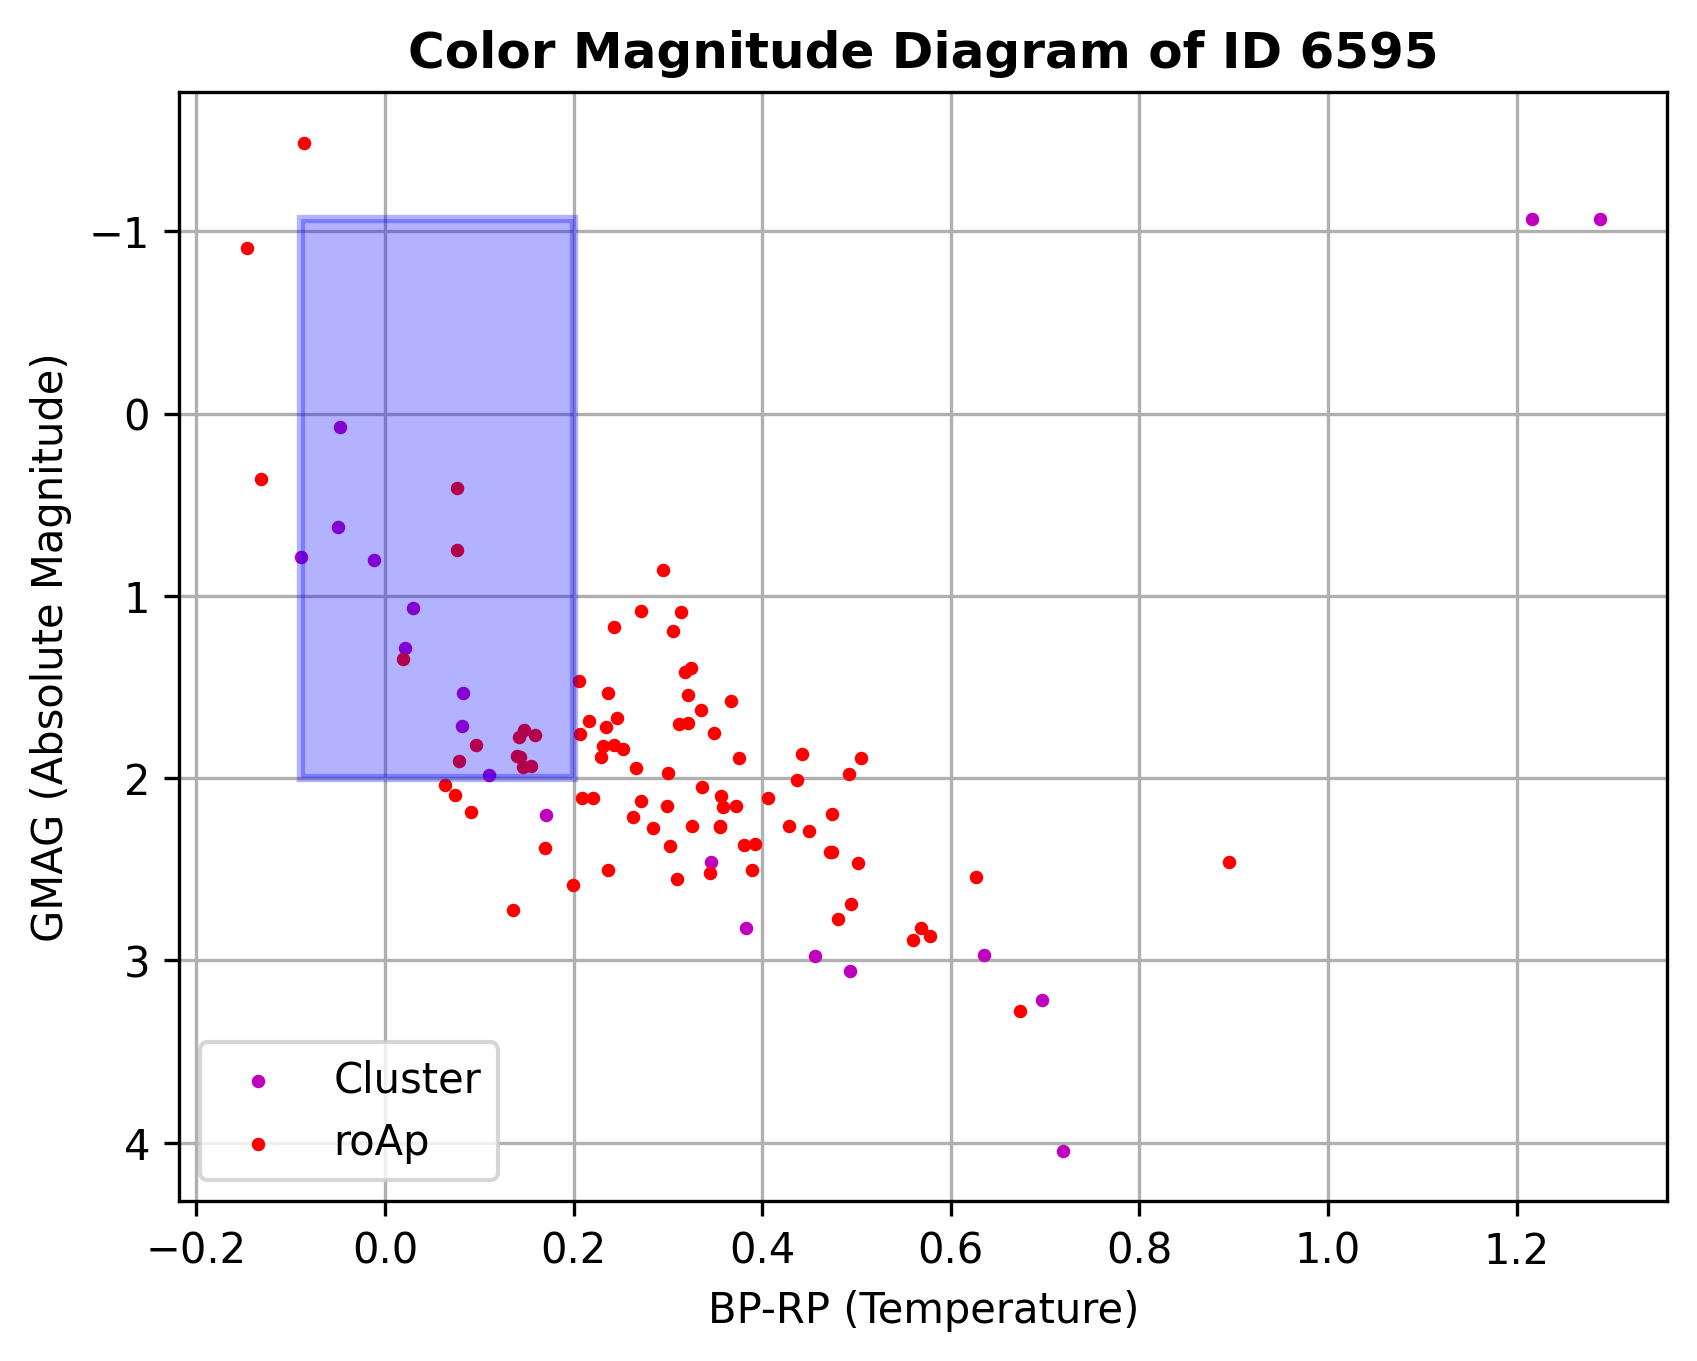 Color Magnitude Diagram of ID 6595
GMAG (Absolute Magnitude)
−1
0
1
2
3
4
Cluster
roAp
−0.2 0.0 0.2 0.4 0.6 0.8 1.0 1.2
BP-RP (Temperature)